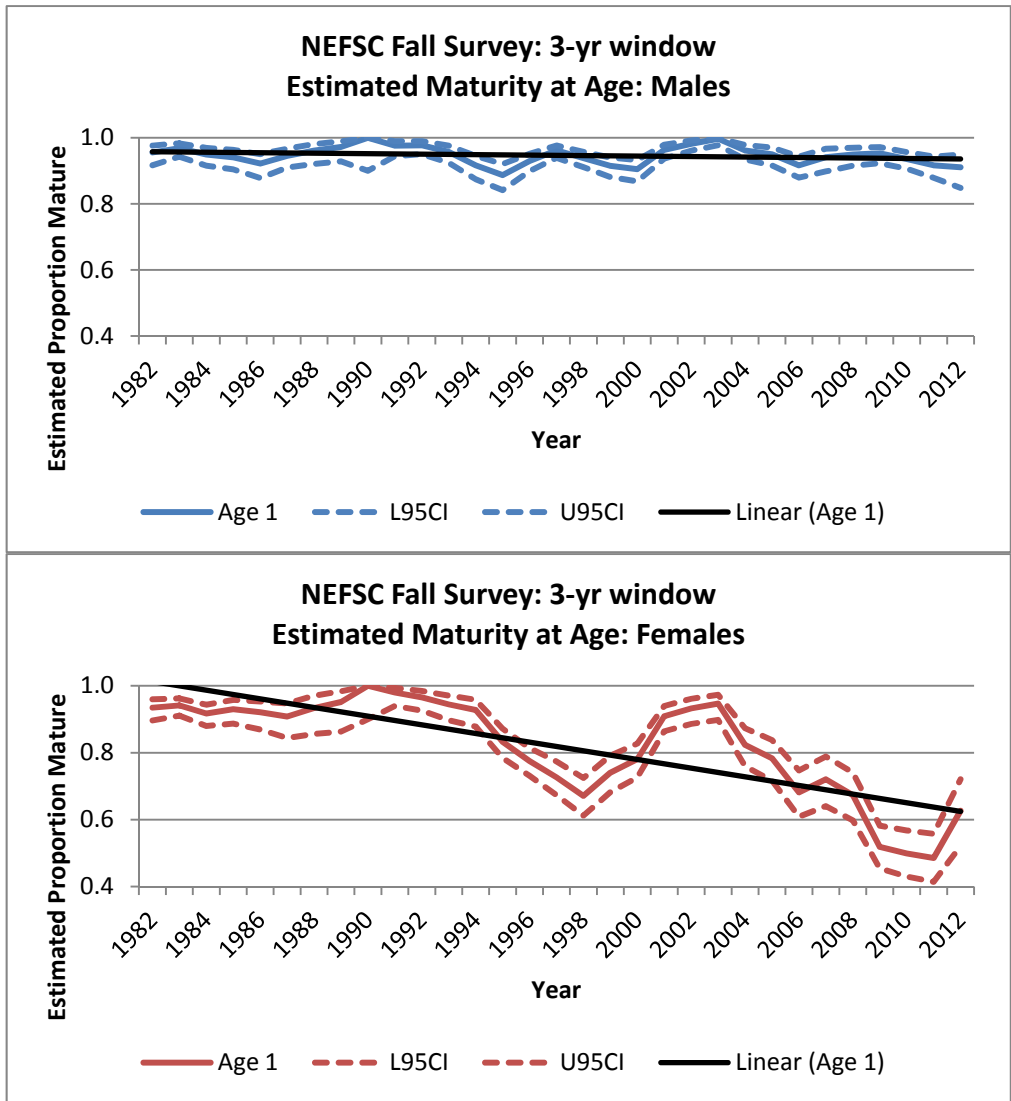 NEFSC Fall Survey: 3-yr window
Estimated Maturity at Age: Males
Estimated Proportion Mature
1.0
0.8
0.6
0.4
1982 1984 1986 1988 1990 1992 1994 1996 1998 2000 2002 2004 2006 2008 2010 2012
Year
Age 1 L95CI U95CI Linear (Age 1)
NEFSC Fall Survey: 3-yr window
Estimated Maturity at Age: Females
Estimated Proportion Mature
1.0
0.8
0.6
0.4
1982 1984 1986 1988 1990 1992 1994 1996 1998 2000 2002 2004 2006 2008 2010 2012
Year
Age 1 L95CI U95CI Linear (Age 1)